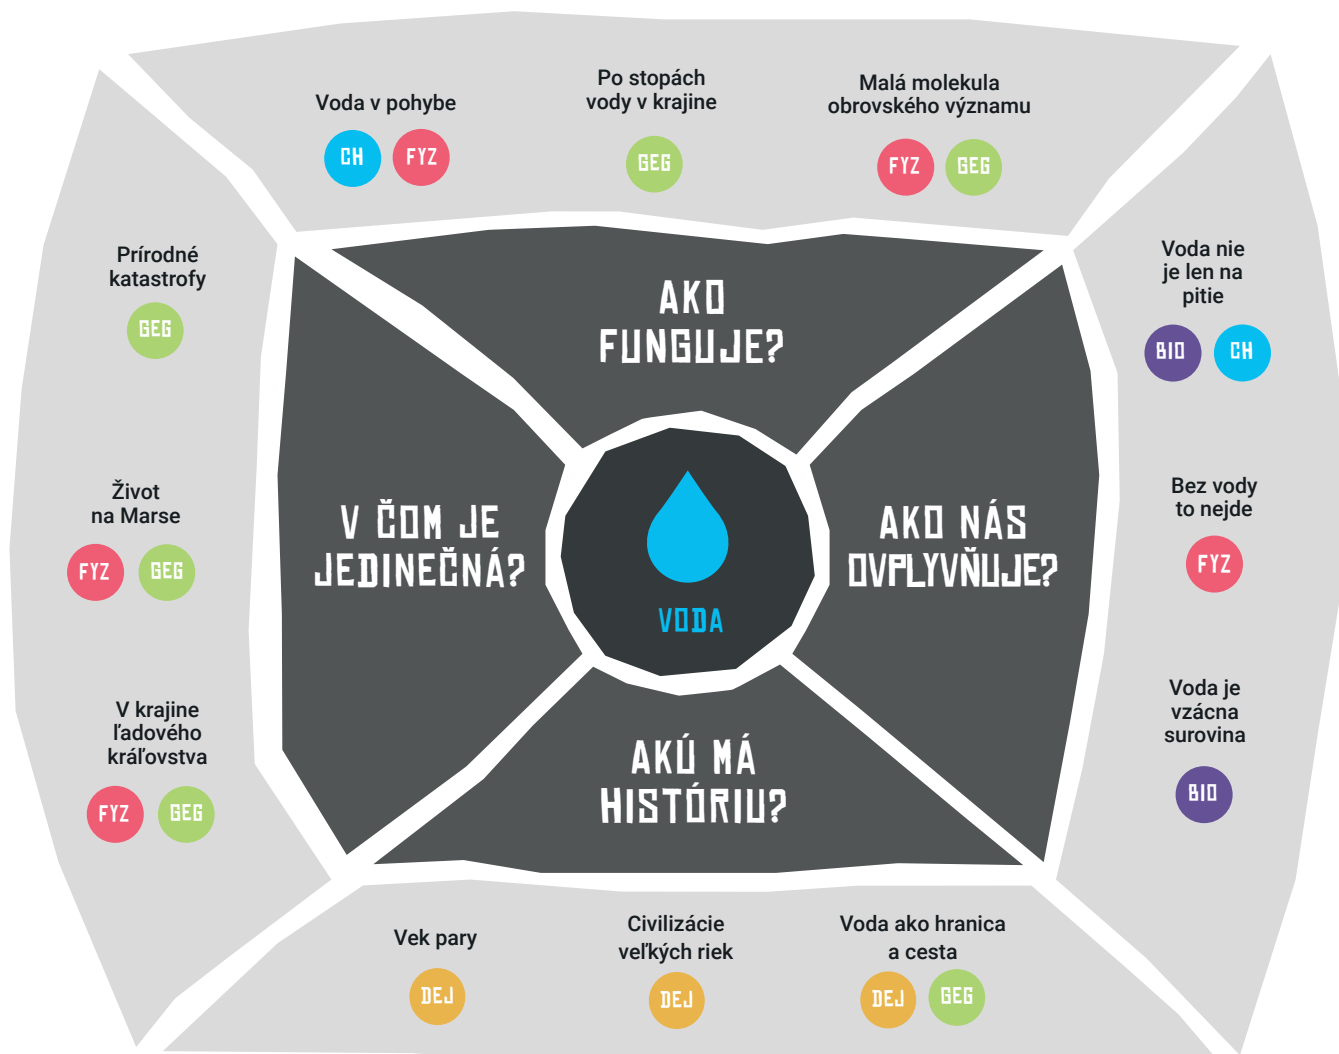 Voda v pohybe
CH FYZ
Po stopách
vody v krajine
GEG
Malá molekula
obrovského významu
FYZ GEG
Prírodné
katastrofy
GEG
Život
na Marse
FYZ GEG
V krajine
ľadového
kráľovstva
FYZ GEG
AKO
FUNGUJE?
V ČOM JE
JEDINEČNÁ?
VODA
AKO NÁS
OVPLYVŇUJE?
AKÚ MÁ
HISTÓRIU?
Voda nie
je len na
pitie
BIO CH
Bez vody
to nejde
FYZ
Voda je
vzácna
surovina
BIO
Vek pary
DEJ
Civilizácie
veľkých riek
DEJ
Voda ako hranica
a cesta
DEJ GEG